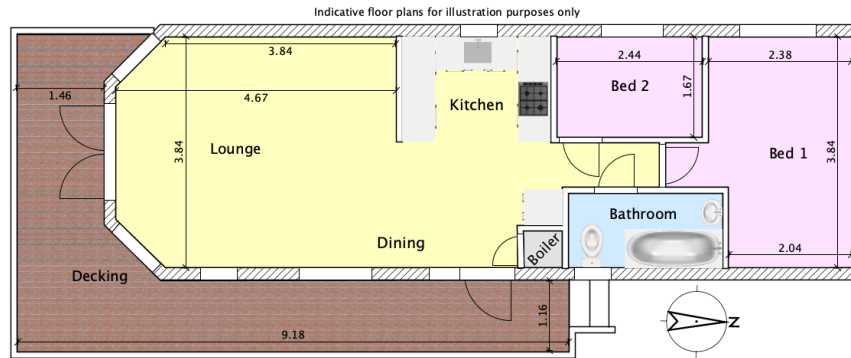 Indicative floor plans for illustration purposes only
3.84
2.44
2.38
1.46
4.67
Bed 2
1.67
Kitchen
Lounge
3.84
Bed 1
3.84
Bathroom
Dining
Boiler
2.04
Decking
1.16
9.18
N